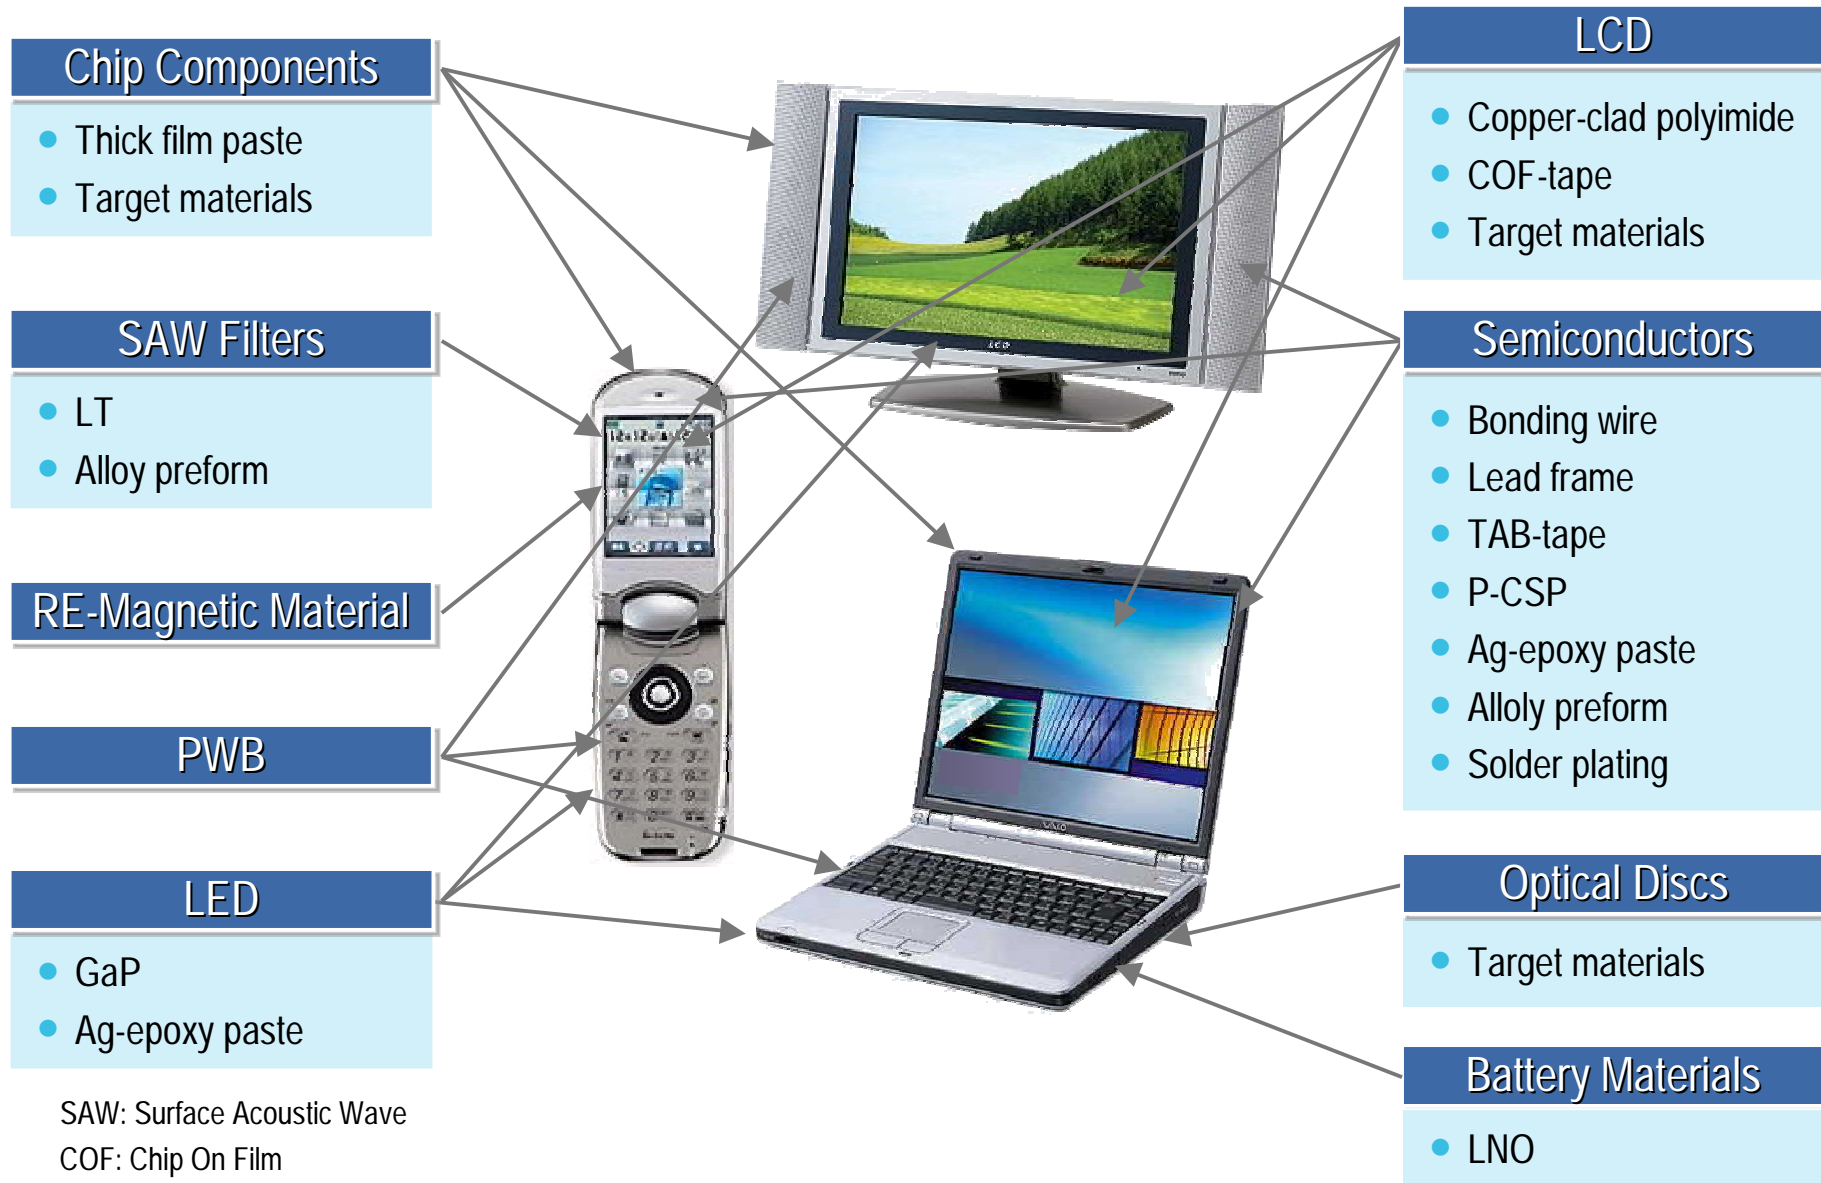 Chip Components
Thick film paste
Target materials
SAW Filters
LT
Alloy preform
RE-Magnetic Material
PWB
LED
GaP
Ag-epoxy paste
SAW: Surface Acoustic Wave
COF: Chip On Film
LCD
Copper-clad polyimide
COF-tape
Target materials
Semiconductors
Bonding wire
Lead frame
TAB-tape
P-CSP
Ag-epoxy paste
Alloly preform
Solder plating
Optical Discs
Target materials
Battery Materials
LNO
VAIO